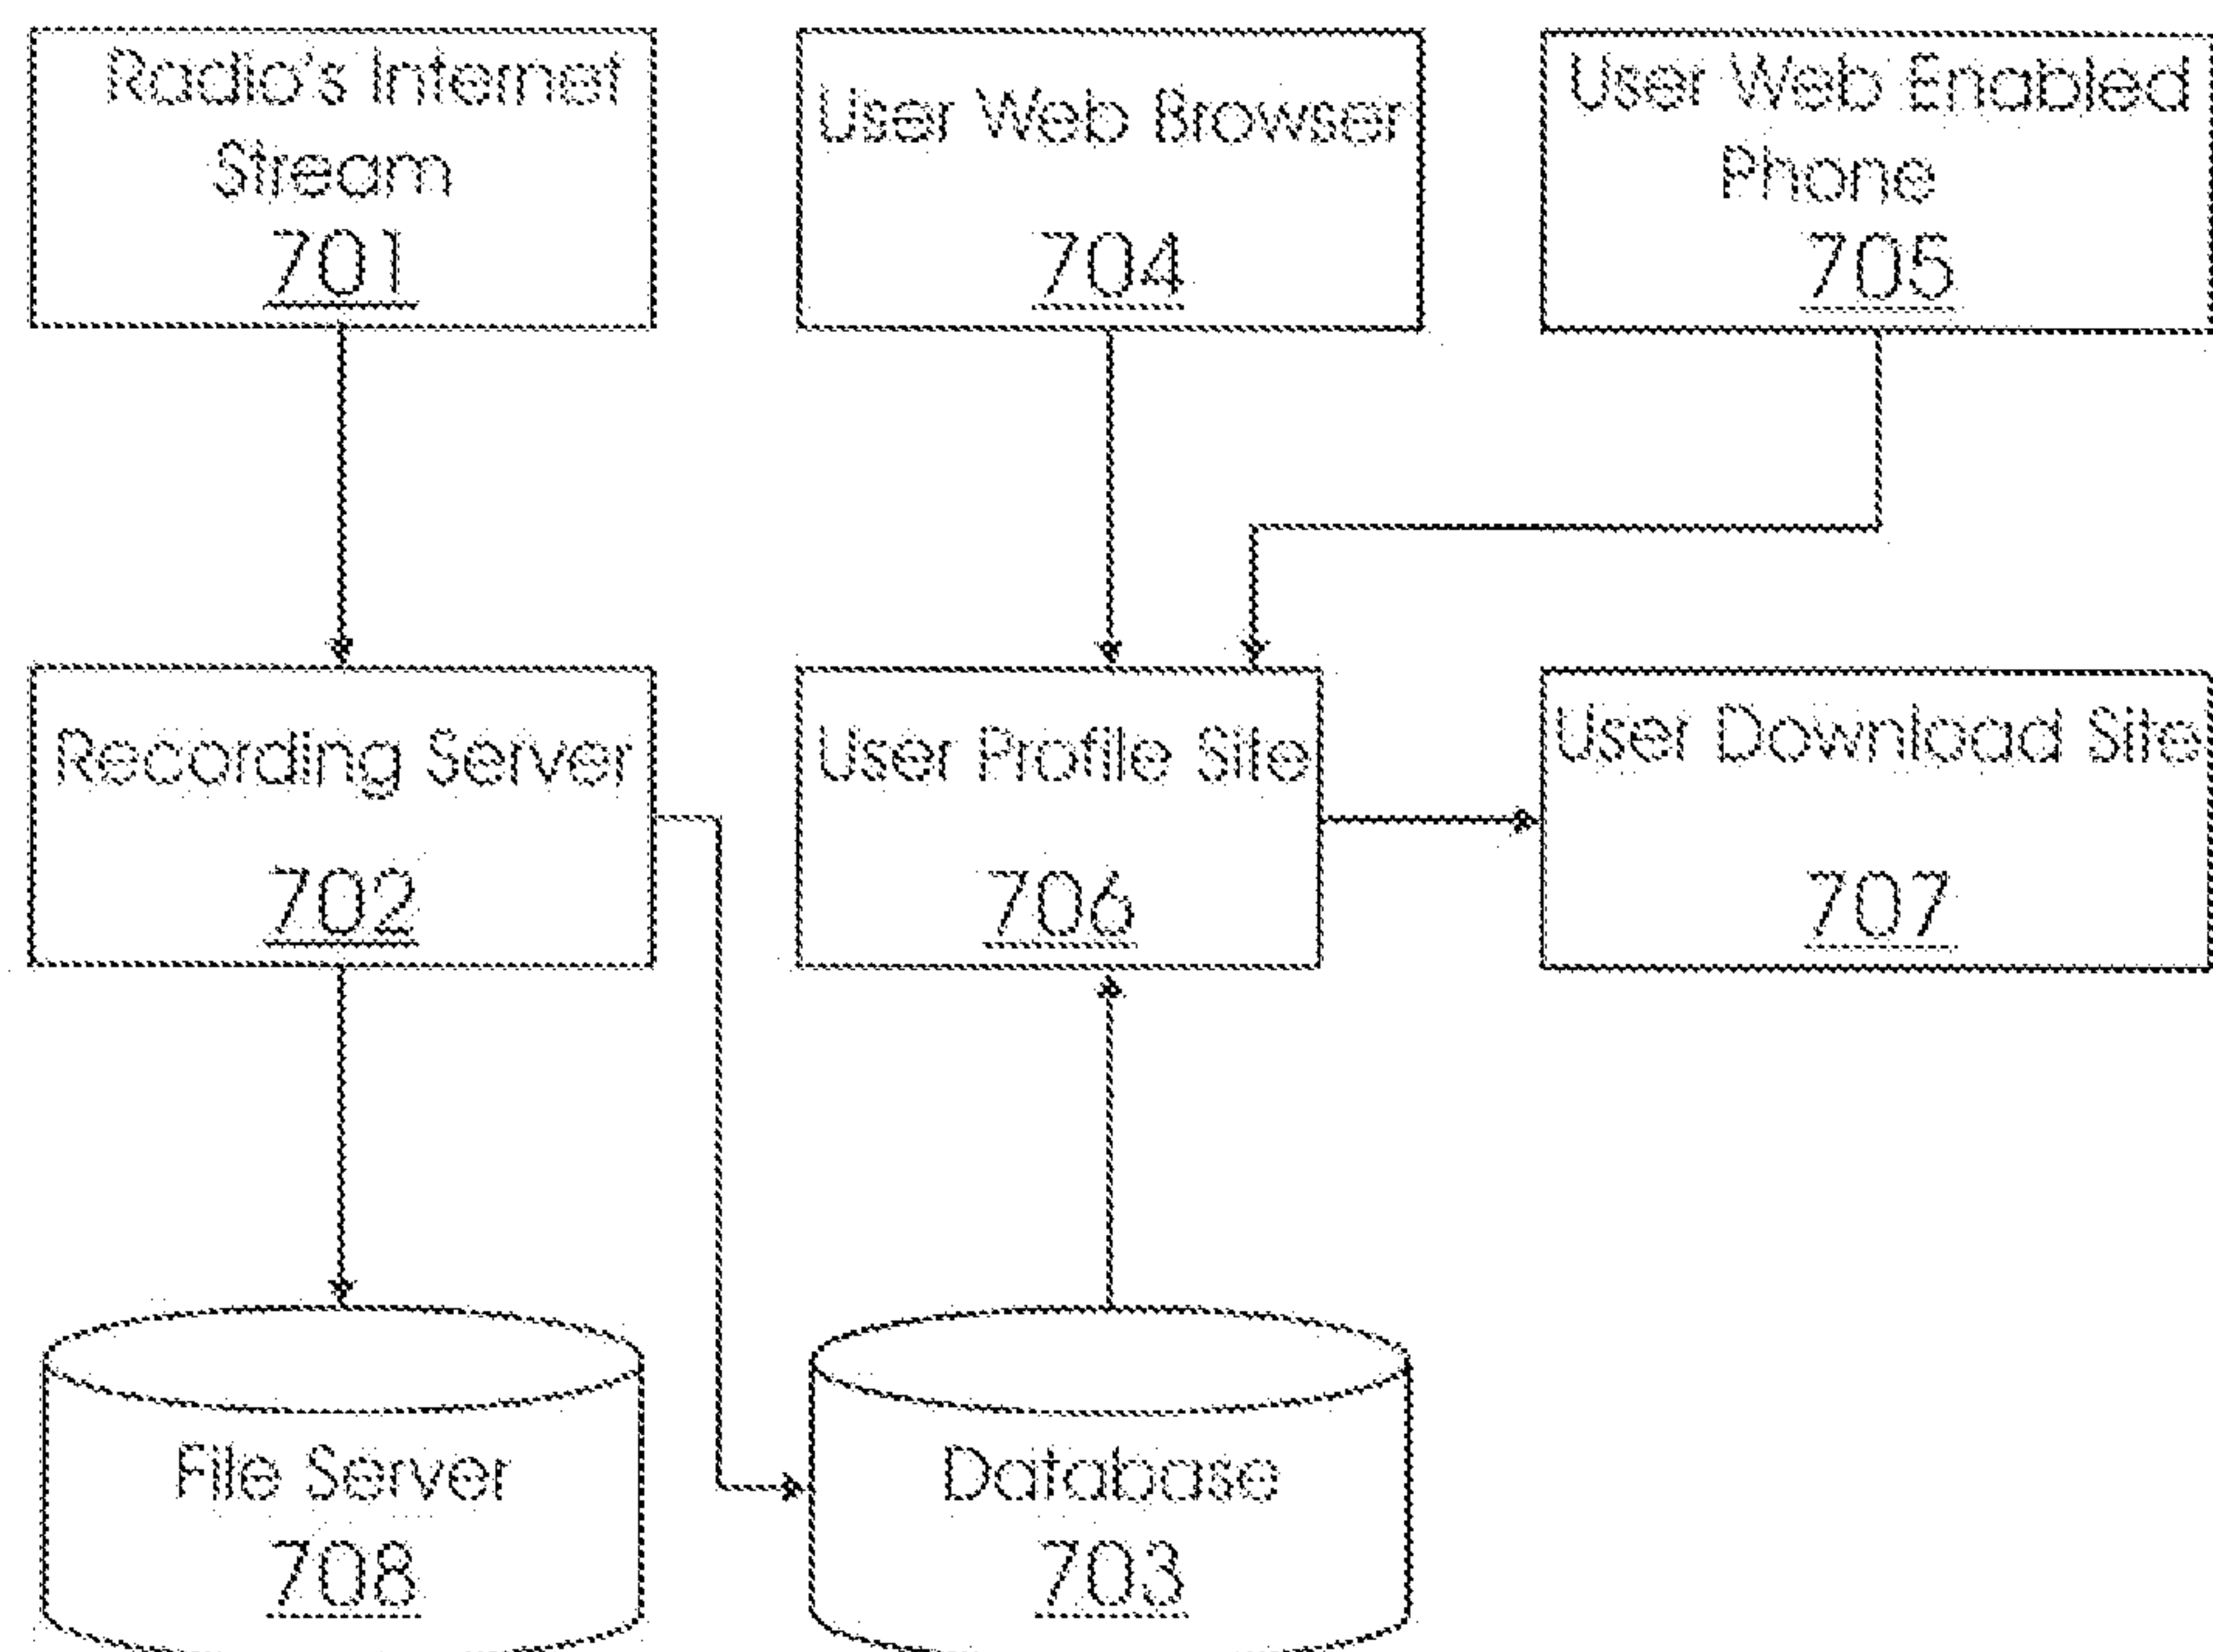 Radio's Internet
Stream
701
User Web Browser
704
User Web Enabled
Phone
705
Recording Server
702
User Profile Site
706
User Download Site
707
File Server
708
Database
703